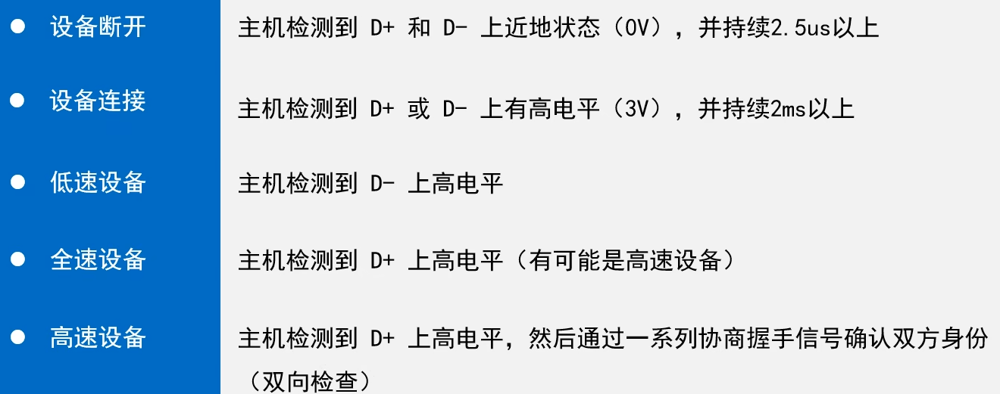 设备断开 主机检测到 D+ 和 D- 上近地状态（0V），并持续2.5us以上
设备连接 主机检测到 D+ 或 D- 上有高电平（3V），并持续2ms以上
低速设备 主机检测到 D- 上高电平
全速设备 主机检测到 D+ 上高电平（有可能是高速设备）
高速设备 主机检测到 D+ 上高电平，然后通过一系列协商握手信号确认双方身份
（双向检查）